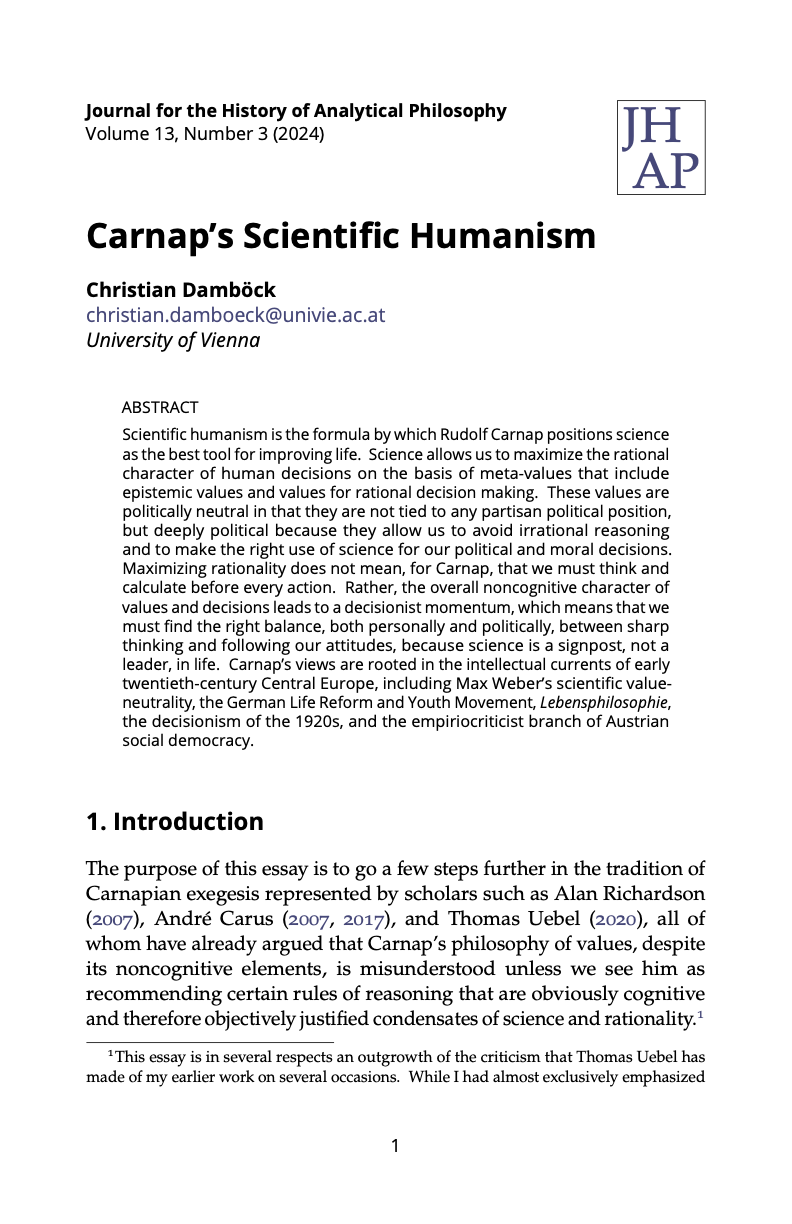 Journal for the History of Analytical Philosophy
Volume 13, Number 3 (2024)
JH
AP
Carnap’s Scientific Humanism
Christian Damböck
christian.damboeck@univie.ac.at
University of Vienna
ABSTRACT
Scientific humanism is the formula by which Rudolf Carnap positions science
as the best tool for improving life. Science allows us to maximize the rational
character of human decisions on the basis of meta-values that include
epistemic values and values for rational decision making. These values are
politically neutral in that they are not tied to any partisan political position,
but deeply political because they allow us to avoid irrational reasoning
and to make the right use of science for our political and moral decisions.
Maximizing rationality does not mean, for Carnap, that we must think and
calculate before every action. Rather, the overall noncognitive character of
values and decisions leads to a decisionist momentum, which means that we
must find the right balance, both personally and politically, between sharp
thinking and following our attitudes, because science is a signpost, not a
leader, in life. Carnap’s views are rooted in the intellectual currents of early
twentieth-century Central Europe, including Max Weber’s scientific value-
neutrality, the German Life Reform and Youth Movement, Lebensphilosophie,
the decisionism of the 1920s, and the empiriocriticist branch of Austrian
social democracy.
1. Introduction
The purpose of this essay is to go a few steps further in the tradition of
Carnapian exegesis represented by scholars such as Alan Richardson
(2007), André Carus (2007, 2017), and Thomas Uebel (2020), all of
whom have already argued that Carnap’s philosophy of values, despite
its noncognitive elements, is misunderstood unless we see him as
recommending certain rules of reasoning that are obviously cognitive
and therefore objectively justified condensates of science and rationality.¹
¹This essay is in several respects an outgrowth of the criticism that Thomas Uebel has
made of my earlier work on several occasions. While I had almost exclusively emphasized
1